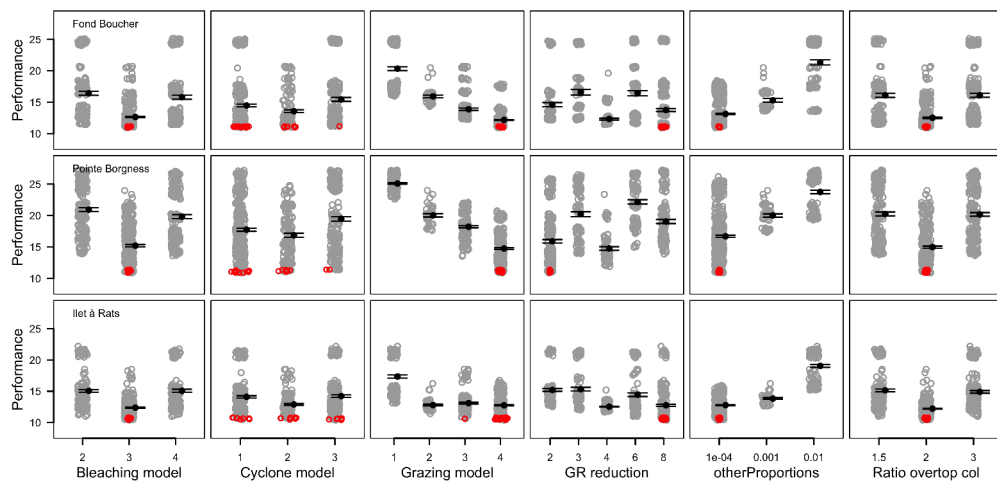 Fond Boucher
Performance
25
20
15
10
Pointe Borgness
Performance
25
20
15
10
Ilet à Rats
Performance
25
20
15
10
2 3 4
1 2 3
1 2 3 4
2 3 4 6 8
1e-04 0.001 0.01
1.5 2 3
Bleaching model
Cyclone model
Grazing model
GR reduction
otherProportions
Ratio overtop col